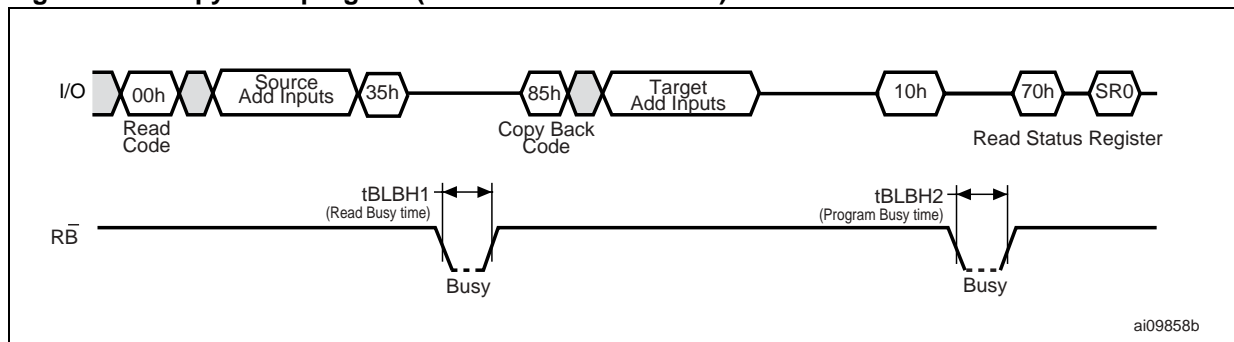 I/O
00h
Source
Add Inputs
35h
85h
Target
Add Inputs
10h
70h
SR0
Read
Code
Copy Back
Code
Read Status Register
tBLBH1
(Read Busy time)
tBLBH2
(Program Busy time)
RB̅
Busy
Busy
ai09858b